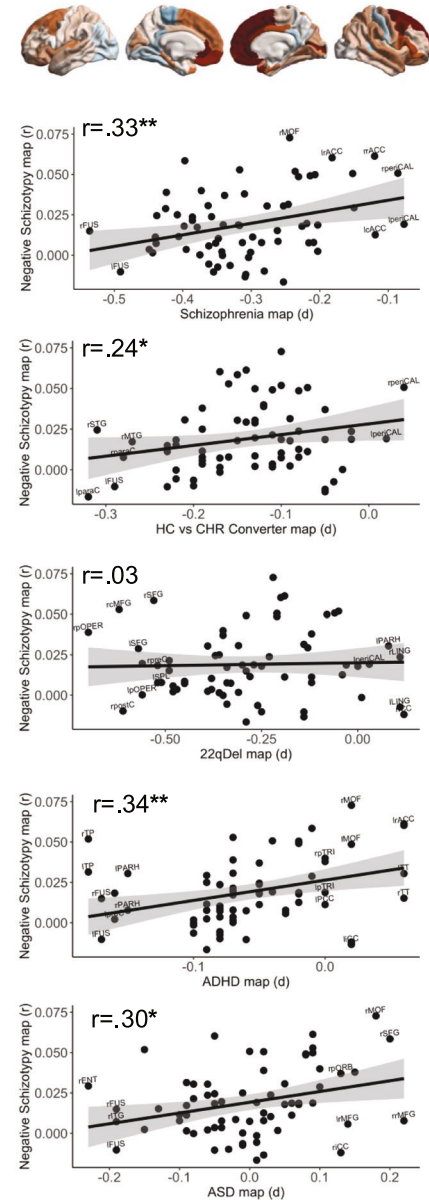 r=.33**
Negative Schizotypy map (r)
0.075
0.050
0.025
0.000
rMOF
lrACC
rrACC
rperiCAL
rFUS
lperiCAL
lcACC
lFUS
-0.5
-0.4
-0.3
-0.2
-0.1
Schizophrenia map (d)
r=.24*
Negative Schizotypy map (r)
0.075
0.050
0.025
0.000
rperiCAL
rSTG
rMTG
lperiCAL
rparaC
lFUS
lparaC
-0.3
-0.2
-0.1
0.0
HC vs CHR Converter map (d)
r=.03
Negative Schizotypy map (r)
0.075
0.050
0.025
0.000
rSFG
rcMFG
rpOPER
lSFG
lPARH
rpreC
rLING
lperiCAL
lSPL
lpOPER
rpostC
lLING
-0.50
-0.25
0.00
22qDel map (d)
r=.34**
Negative Schizotypy map (r)
0.075
0.050
0.025
0.000
rMOF
lrACC
rTP
lMOF
rpTRI
lTP
lPARH
lTT
rFUS
lpTRI
rTT
rPARH
lPCC
lFUS
liCC
-0.1
0.0
ADHD map (d)
r=.30*
Negative Schizotypy map (r)
0.075
0.050
0.025
0.000
rMOF
rSFG
rENT
rpORB
rFUS
rITG
lrMFG
rrMFG
lFUS
riCC
-0.2
-0.1
0.0
0.1
0.2
ASD map (d)